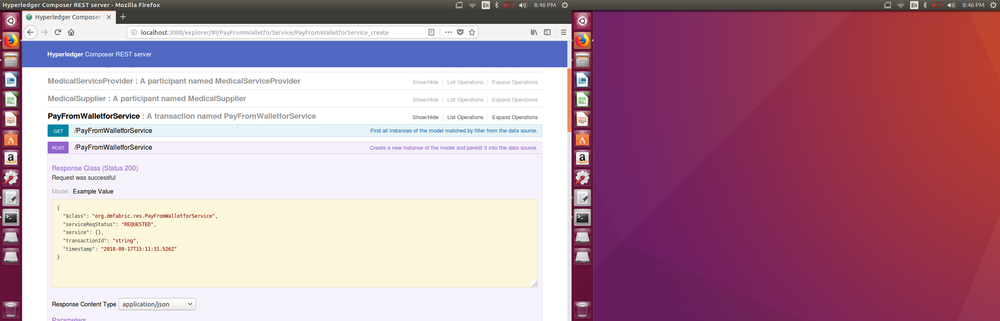 Hyperledger Composer REST server - Mozilla Firefox
En
8:46 PM
En
8:46 PM
Hyperledger Composer
localhost:3000/explorer/#!/PayFromWalletforService/PayFromWalletforService_create
Hyperledger Composer REST server
MedicalServiceProvider : A participant named MedicalServiceProvider
Show/Hide
List Operations
Expand Operations
MedicalSupplier : A participant named MedicalSupplier
Show/Hide
List Operations
Expand Operations
PayFromWalletforService : A transaction named PayFromWalletforService
Show/Hide
List Operations
Expand Operations
GET /PayFromWalletforService
Find all instances of the model matched by filter from the data source.
POST /PayFromWalletforService
Create a new instance of the model and persist it into the data source.
Response Class (Status 200)
Request was successful
Model
Example Value
{
"$class": "org.dmfabric.res.PayFromWalletforService",
"serviceReqStatus": "REQUESTED",
"service": {},
"transactionId": "string",
"timestamp": "2018-09-17T15:11:31.526Z"
}
Response Content Type application/json
Parameters